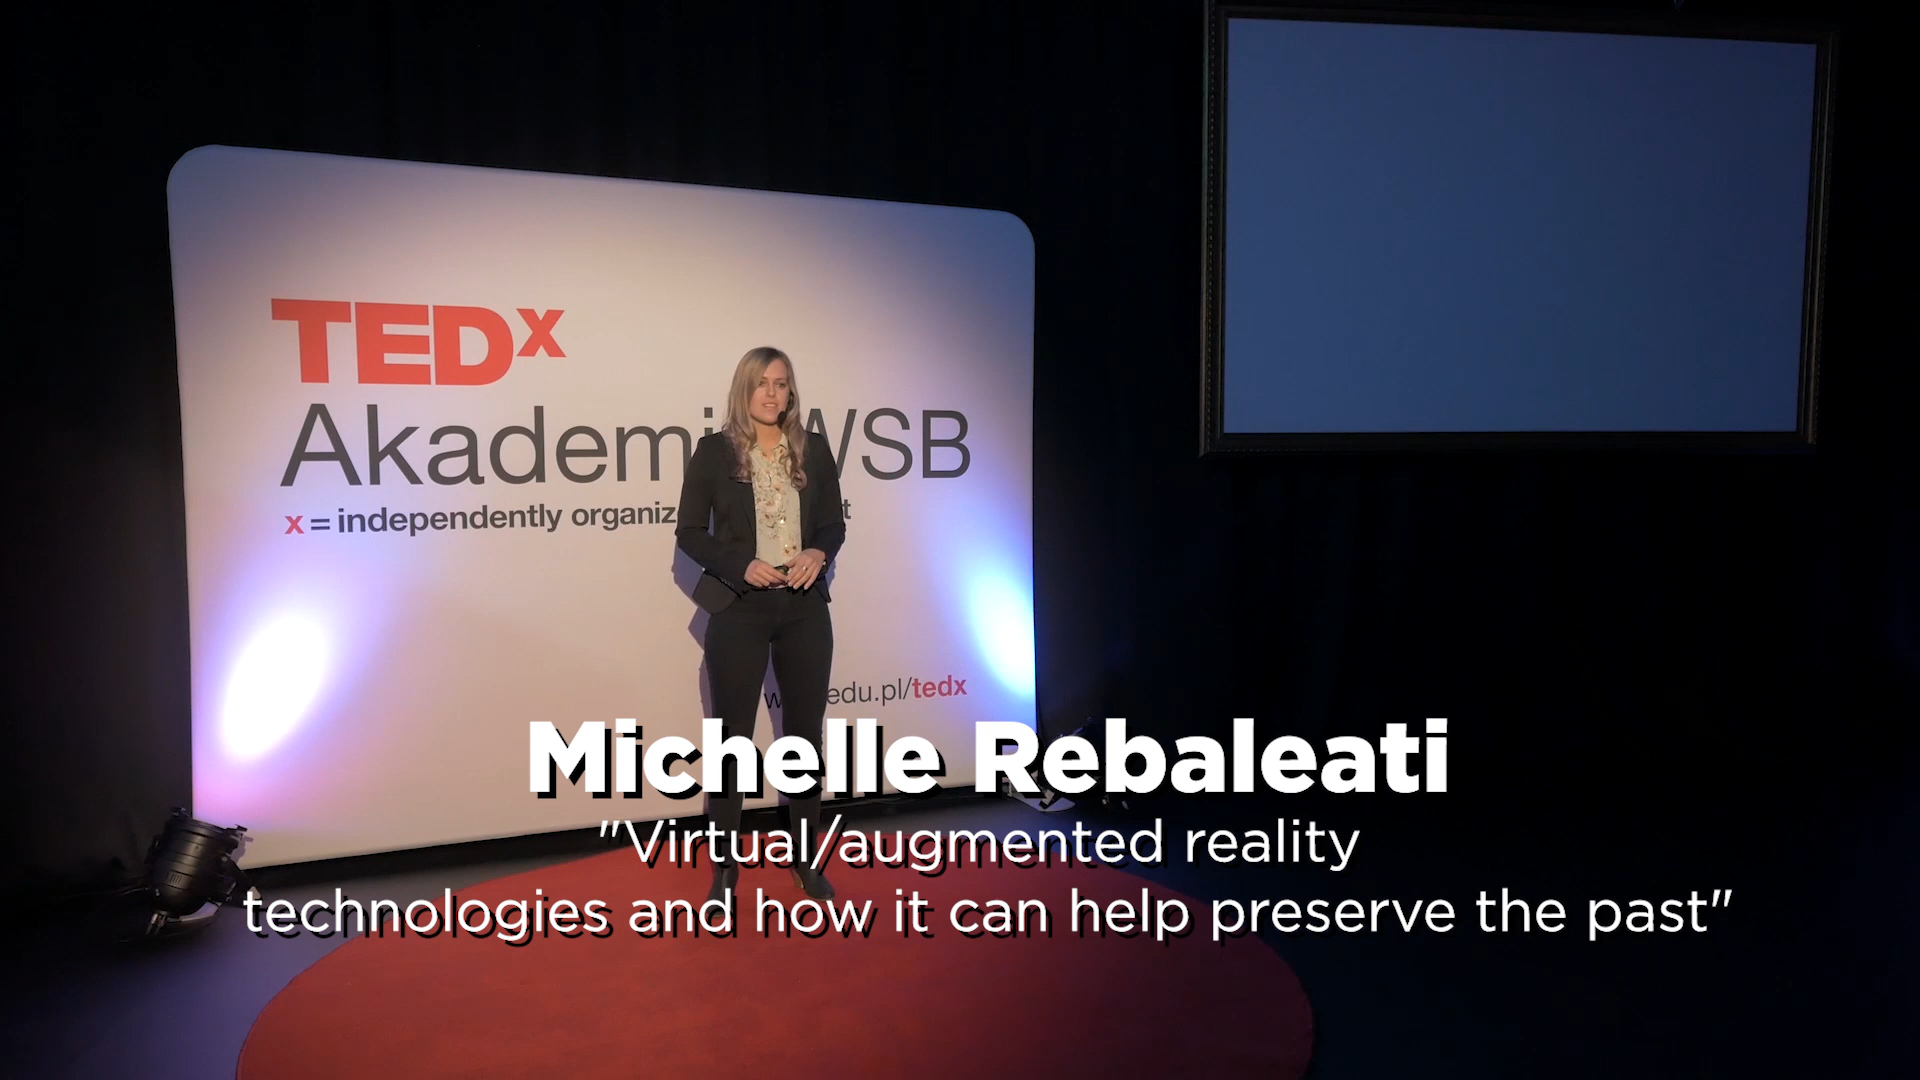 TEDx
Akademi WSB
x = independently organiz t
edu.pl/tedx
Michelle Rebaleati
"Virtual/augmented reality
technologies and how it can help preserve the past"